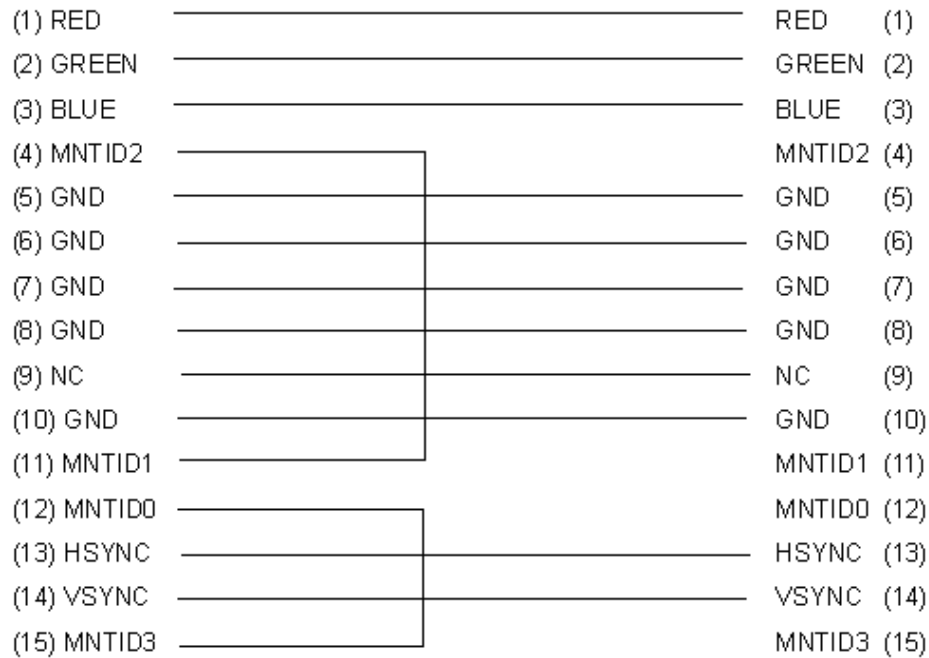 (1) RED RED (1)
(2) GREEN GREEN (2)
(3) BLUE BLUE (3)
(4) MNTID2 MNTID2 (4)
(5) GND GND (5)
(6) GND GND (6)
(7) GND GND (7)
(8) GND GND (8)
(9) NC NC (9)
(10) GND GND (10)
(11) MNTID1 MNTID1 (11)
(12) MNTID0 MNTID0 (12)
(13) HSYNC HSYNC (13)
(14) VSYNC VSYNC (14)
(15) MNTID3 MNTID3 (15)